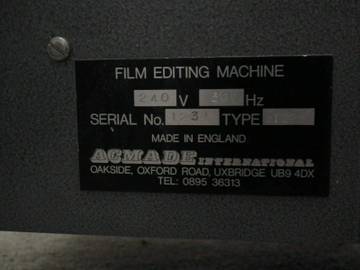 FILM EDITING MACHINE
240 V 50 Hz
SERIAL No. TYPE
MADE IN ENGLAND
ACMADE INTERNATIONAL
OAKSIDE, OXFORD ROAD, UXBRIDGE UB9 4DX
TEL: 0895 36313